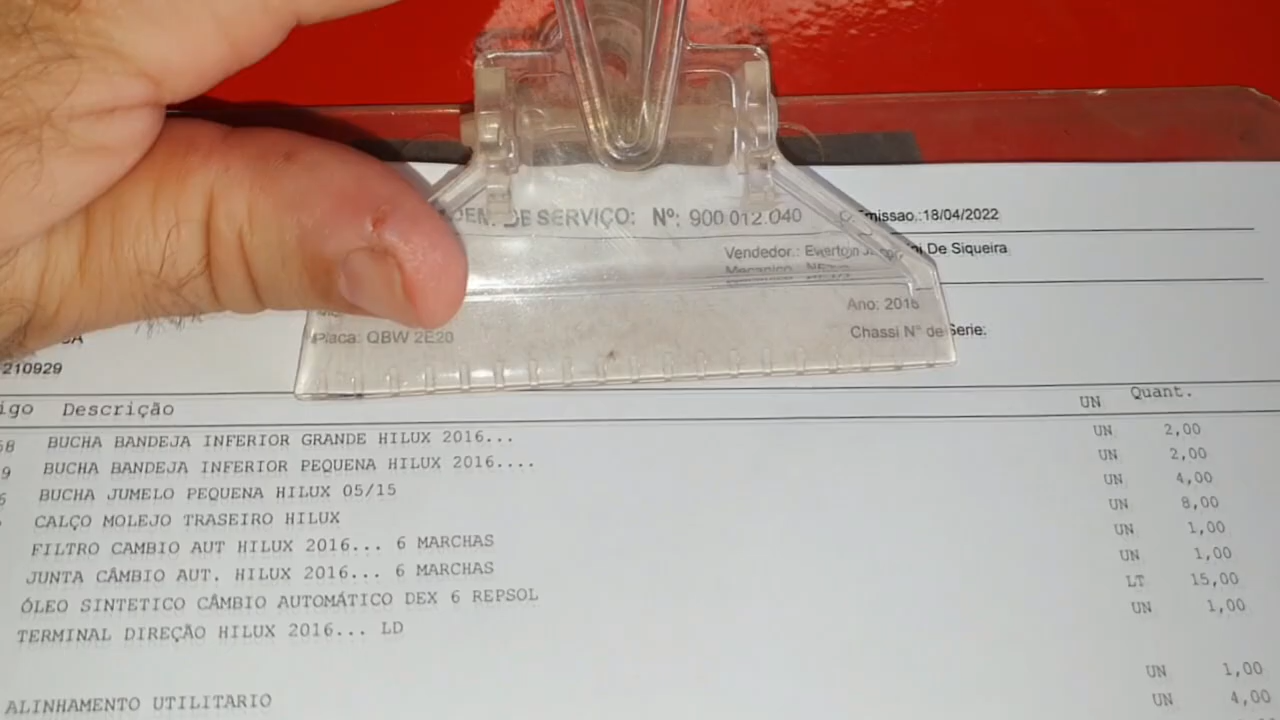 DE SERVIÇO: Nº: 900.012.040 Emissao.:18/04/2022
Vendedor.: Ewerton De Siqueira
Mecanico
Ano: 2016
Placa: QBW 2E20 Chassi N° de Serie:
210929
igo Descrição UN Quant.
68 BUCHA BANDEJA INFERIOR GRANDE HILUX 2016... UN 2,00
9 BUCHA BANDEJA INFERIOR PEQUENA HILUX 2016.... UN 2,00
BUCHA JUMELO PEQUENA HILUX 05/15 UN 4,00
CALÇO MOLEJO TRASEIRO HILUX UN 8,00
FILTRO CAMBIO AUT HILUX 2016... 6 MARCHAS UN 1,00
JUNTA CÂMBIO AUT. HILUX 2016... 6 MARCHAS UN 1,00
ÓLEO SINTETICO CÂMBIO AUTOMÁTICO DEX 6 REPSOL LT 15,00
TERMINAL DIREÇÃO HILUX 2016... LD UN 1,00
ALINHAMENTO UTILITARIO UN 1,00
UN 4,00